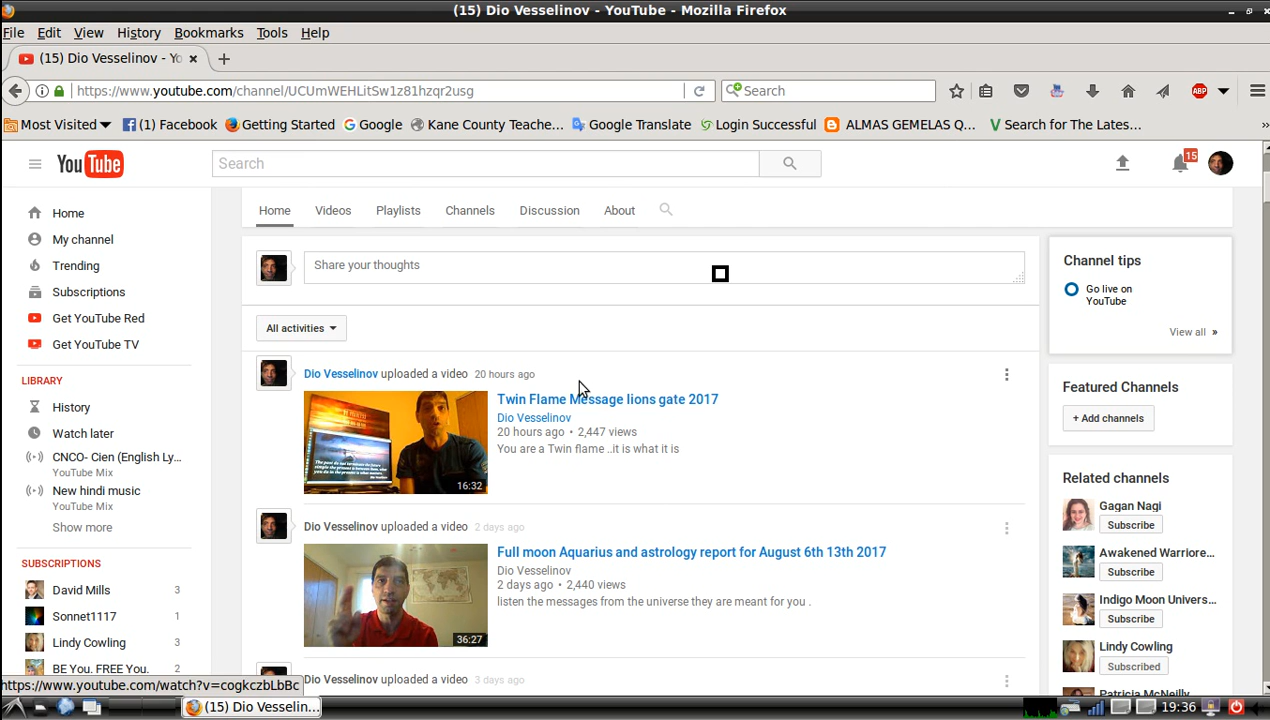 (15) Dio Vesselinov - YouTube - Mozilla Firefox
File Edit View History Bookmarks Tools Help
(15) Dio Vesselinov - Yo
https://www.youtube.com/channel/UCUmWEHLitSw1z81hzqr2usg
Search
ABP
Most Visited
(1) Facebook
Getting Started
Google
Kane County Teache...
Google Translate
Login Successful
ALMAS GEMELAS Q...
Search for The Lates...
YouTube
Search
15
Home
My channel
Trending
Subscriptions
Get YouTube Red
Get YouTube TV
LIBRARY
History
Watch later
CNCO- Cien (English Ly...
YouTube Mix
New hindi music
YouTube Mix
Show more
SUBSCRIPTIONS
David Mills 3
Sonnet1117 1
Lindy Cowling 3
BE You. FREE You. 2
Home Videos Playlists Channels Discussion About
Share your thoughts
All activities
Dio Vesselinov uploaded a video 20 hours ago
Twin Flame Message lions gate 2017
Dio Vesselinov
20 hours ago • 2,447 views
You are a Twin flame ..it is what it is
16:32
Dio Vesselinov uploaded a video 2 days ago
Full moon Aquarius and astrology report for August 6th 13th 2017
Dio Vesselinov
2 days ago • 2,440 views
listen the messages from the universe they are meant for you .
36:27
Dio Vesselinov uploaded a video 3 days ago
Channel tips
Go live on
YouTube
View all »
Featured Channels
+ Add channels
Related channels
Gagan Nagi
Subscribe
Awakened Warriore...
Subscribe
Indigo Moon Univers...
Subscribe
Lindy Cowling
Subscribed
Patricia McNeilly
https://www.youtube.com/watch?v=cogkczbLbBc
(15) Dio Vesselin...
19:36